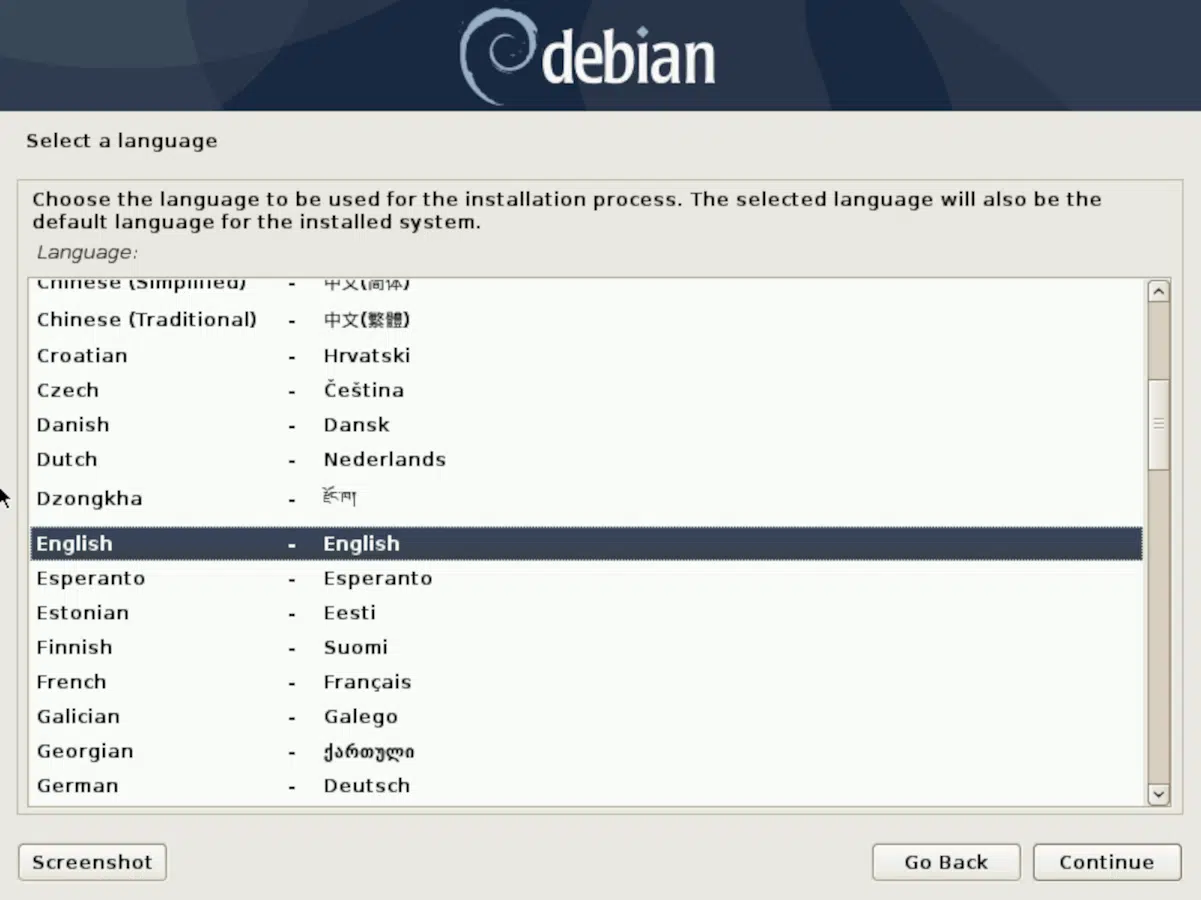 debian
Select a language
Choose the language to be used for the installation process. The selected language will also be the
default language for the installed system.
Language:
Chinese (Simplified) - 中文(简体)
Chinese (Traditional) - 中文(繁體)
Croatian - Hrvatski
Czech - Čeština
Danish - Dansk
Dutch - Nederlands
Dzongkha - རྫོང་ཁ།
English - English
Esperanto - Esperanto
Estonian - Eesti
Finnish - Suomi
French - Français
Galician - Galego
Georgian - ქართული
German - Deutsch
Screenshot Go Back Continue